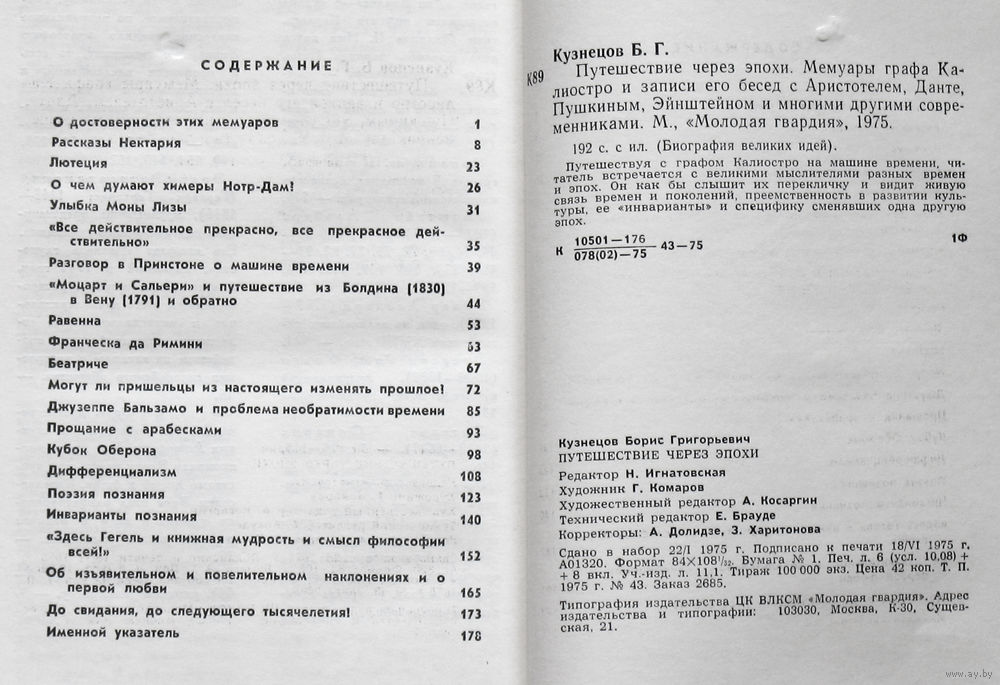 СОДЕРЖАНИЕ
О достоверности этих мемуаров 1
Рассказы Нектария 8
Лютеция 23
О чем думают химеры Нотр-Дам! 26
Улыбка Моны Лизы 31
«Все действительное прекрасно, все прекрасное дей-
ствительно» 35
Разговор в Принстоне о машине времени 39
«Моцарт и Сальери» и путешествие из Болдина (1830)
в Вену (1791) и обратно 44
Равенна 53
Франческа да Римини 63
Беатриче 67
Могут ли пришельцы из настоящего изменять прошлое! 72
Джузеппе Бальзамо и проблема необратимости времени 85
Прощание с арабесками 93
Кубок Оберона 98
Дифференциализм 108
Поэзия познания 123
Инварианты познания 140
«Здесь Гегель и книжная мудрость и смысл философии
всей!» 152
Об изъявительном и повелительном наклонениях и о
первой любви 165
До свидания, до следующего тысячелетия! 173
Именной указатель 178
Кузнецов Б. Г.
К89 Путешествие через эпохи. Мемуары графа Ка-
лиостро и записи его бесед с Аристотелем, Данте,
Пушкиным, Эйнштейном и многими другими совре-
менниками. М., «Молодая гвардия», 1975.
192 с. с ил. (Биография великих идей).
Путешествуя с графом Калиостро на машине времени, чи-
татель встречается с великими мыслителями разных времен
и эпох. Он как бы слышит их перекличку и видит живую
связь времен и поколений, преемственность в развитии куль-
туры, ее «инварианты» и специфику сменявших одна другую
эпох.
К 10501—176 / 078(02)—75 — 43—75 1Ф
Кузнецов Борис Григорьевич
ПУТЕШЕСТВИЕ ЧЕРЕЗ ЭПОХИ
Редактор Н. Игнатовская
Художник Г. Комаров
Художественный редактор А. Косаргин
Технический редактор Е. Брауде
Корректоры: А. Долидзе, З. Харитонова
Сдано в набор 22/I 1975 г. Подписано к печати 18/VI 1975 г.
А01320. Формат 84×108¹/₃₂. Бумага № 1. Печ. л. 6 (усл. 10,08) +
+ 8 вкл. Уч.-изд. л. 11,1. Тираж 100 000 экз. Цена 42 коп. Т. П.
1975 г. № 43. Заказ 2685.
Типография издательства ЦК ВЛКСМ «Молодая гвардия». Адрес
издательства и типографии: 103030, Москва, К-30, Сущев-
ская, 21.
www.ay.by